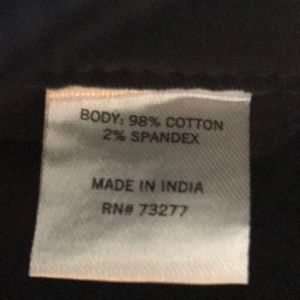 BODY: 98% COTTON
2% SPANDEX
MADE IN INDIA
RN# 73277